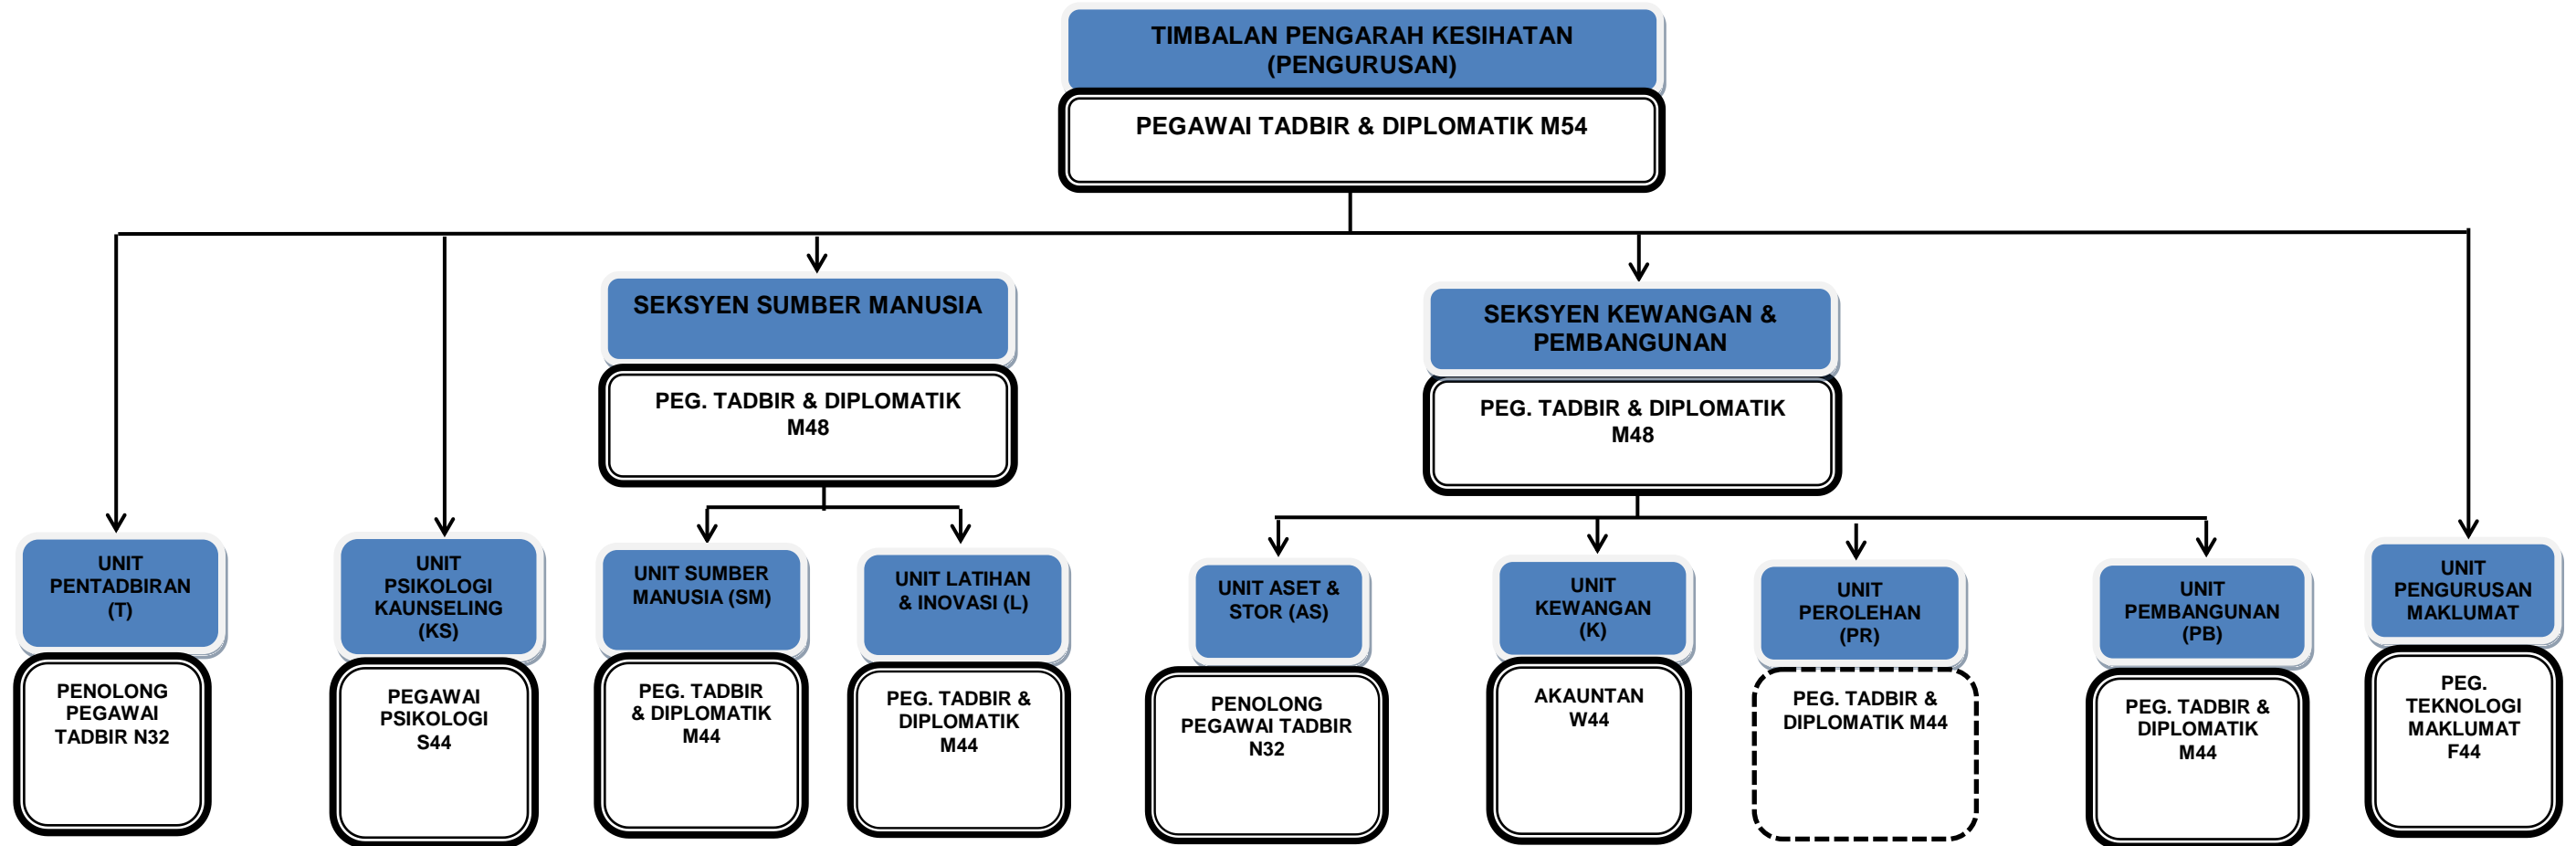 TIMBALAN PENGARAH KESIHATAN
(PENGURUSAN)
PEGAWAI TADBIR & DIPLOMATIK M54
SEKSYEN SUMBER MANUSIA
PEG. TADBIR & DIPLOMATIK
M48
SEKSYEN KEWANGAN &
PEMBANGUNAN
PEG. TADBIR & DIPLOMATIK
M48
UNIT
PENTADBIRAN
(T)
PENOLONG
PEGAWAI
TADBIR N32
UNIT
PSIKOLOGI
KAUNSELING
(KS)
PEGAWAI
PSIKOLOGI
S44
UNIT SUMBER
MANUSIA (SM)
PEG. TADBIR
& DIPLOMATIK
M44
UNIT LATIHAN
& INOVASI (L)
PEG. TADBIR &
DIPLOMATIK
M44
UNIT ASET &
STOR (AS)
PENOLONG
PEGAWAI TADBIR
N32
UNIT
KEWANGAN
(K)
AKAUNTAN
W44
UNIT
PEROLEHAN
(PR)
PEG. TADBIR &
DIPLOMATIK M44
UNIT
PEMBANGUNAN
(PB)
PEG. TADBIR &
DIPLOMATIK
M44
UNIT
PENGURUSAN
MAKLUMAT
PEG.
TEKNOLOGI
MAKLUMAT
F44